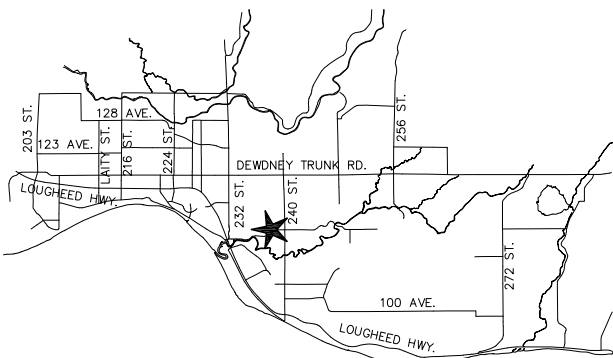 128 AVE.
203 ST.
123 AVE.
LAITY ST.
216 ST.
224 ST.
256 ST.
DEWDNEY TRUNK RD.
LOUGHEED HWY.
232 ST.
240 ST.
272 ST.
100 AVE.
LOUGHEED HWY.